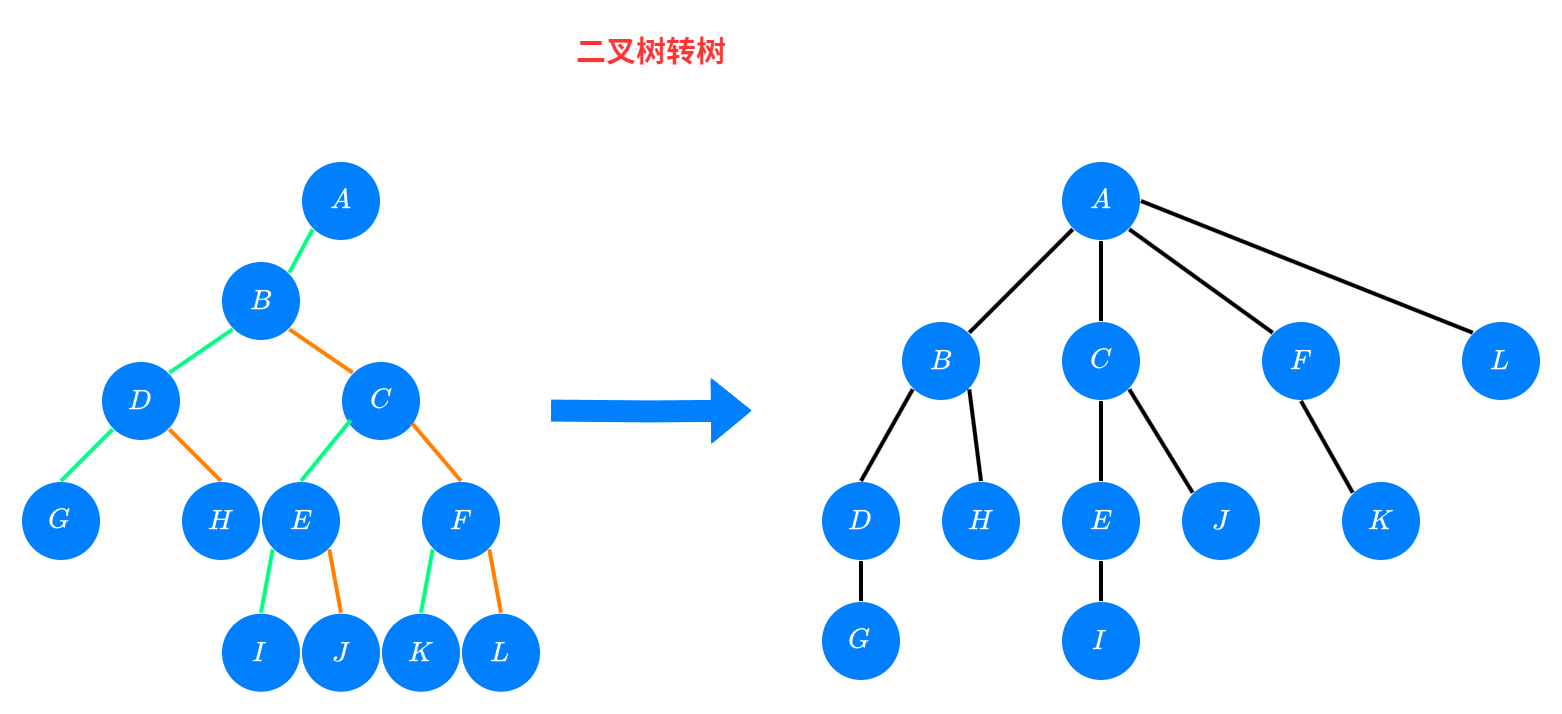 二叉树转树
A A
B
B C F L
D C
G H E F D H E J K
I J K L G I